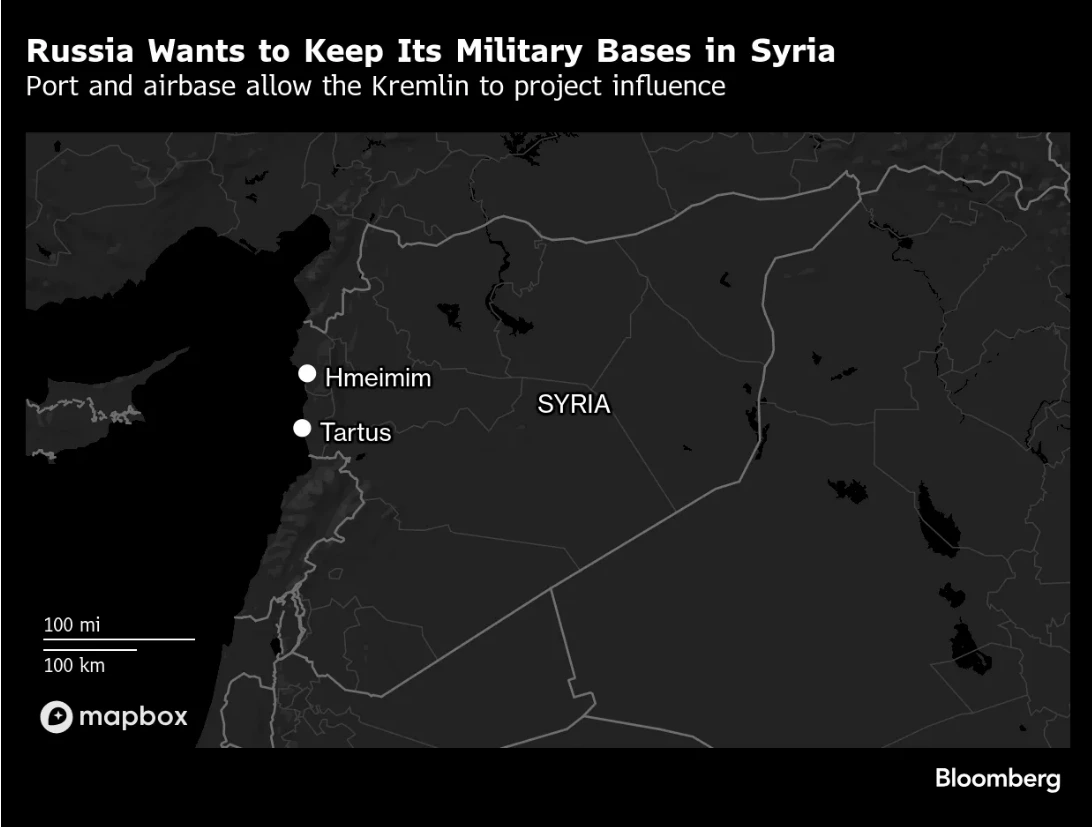 Russia Wants to Keep Its Military Bases in Syria
Port and airbase allow the Kremlin to project influence
Hmeimim
SYRIA
Tartus
100 mi
100 km
mapbox
Bloomberg